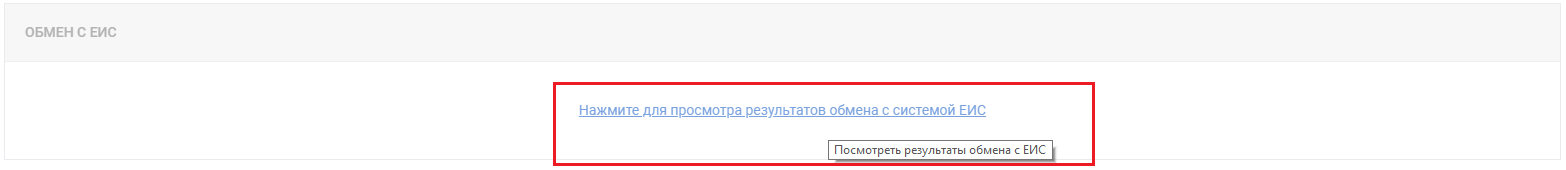 ОБМЕН С ЕИС
Нажмите для просмотра результатов обмена с системой ЕИС
Посмотреть результаты обмена с ЕИС